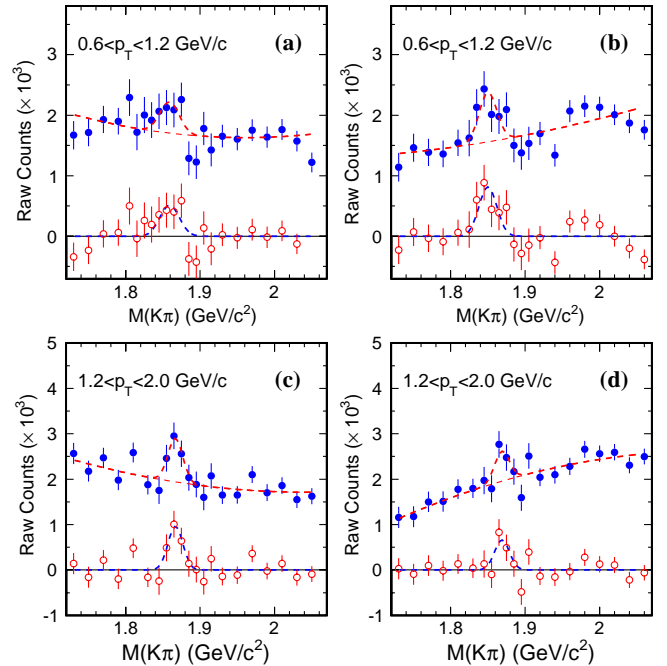 0.6<p_T<1.2 GeV/c (a)
Raw Counts (× 10³)
3
2
1
0
1.8 1.9 2
M(Kπ) (GeV/c²)
0.6<p_T<1.2 GeV/c (b)
Raw Counts (× 10³)
3
2
1
0
1.8 1.9 2
M(Kπ) (GeV/c²)
1.2<p_T<2.0 GeV/c (c)
Raw Counts (× 10³)
5
4
3
2
1
0
-1
1.8 1.9 2
M(Kπ) (GeV/c²)
1.2<p_T<2.0 GeV/c (d)
Raw Counts (× 10³)
5
4
3
2
1
0
-1
1.8 1.9 2
M(Kπ) (GeV/c²)